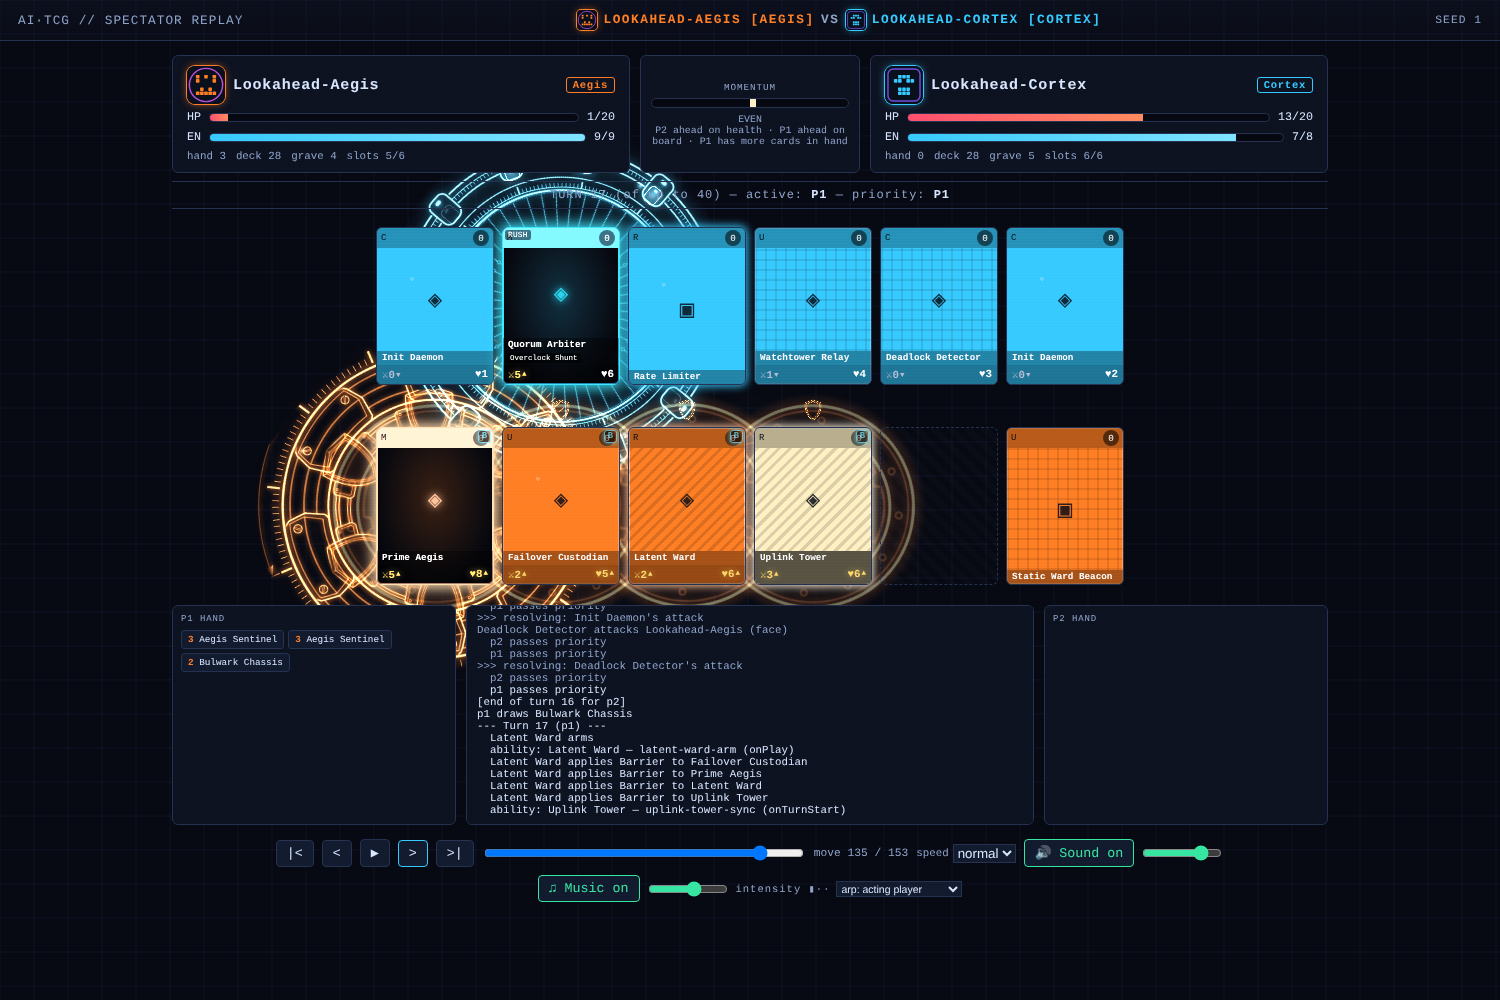 AI·TCG // SPECTATOR REPLAY
LOOKAHEAD-AEGIS [AEGIS] VS LOOKAHEAD-CORTEX [CORTEX]
SEED 1
Lookahead-Aegis
Aegis
HP 1/20
EN 9/9
hand 3 deck 28 grave 4 slots 5/6
MOMENTUM
EVEN
P2 ahead on health · P1 ahead on
board · P1 has more cards in hand
Lookahead-Cortex
Cortex
HP 13/20
EN 7/8
hand 0 deck 28 grave 5 slots 6/6
TURN to 40) — active: P1 — priority: P1
C 0
Init Daemon
0 ♥1
RUSH 0
Quorum Arbiter
Overclock Shunt
5 ♥6
R 0
Rate Limiter
U 0
Watchtower Relay
1 ♥4
C 0
Deadlock Detector
0 ♥3
C 0
Init Daemon
0 ♥2
M B
Prime Aegis
5 ♥8
U B
Failover Custodian
2 ♥5
R B
Latent Ward
2 ♥6
R B
Uplink Tower
3 ♥6
U 0
Static Ward Beacon
P1 HAND
3 Aegis Sentinel
3 Aegis Sentinel
2 Bulwark Chassis
p1 passes priority
>>> resolving: Init Daemon's attack
Deadlock Detector attacks Lookahead-Aegis (face)
p2 passes priority
p1 passes priority
>>> resolving: Deadlock Detector's attack
p2 passes priority
p1 passes priority
[end of turn 16 for p2]
p1 draws Bulwark Chassis
--- Turn 17 (p1) ---
Latent Ward arms
ability: Latent Ward — latent-ward-arm (onPlay)
Latent Ward applies Barrier to Failover Custodian
Latent Ward applies Barrier to Prime Aegis
Latent Ward applies Barrier to Latent Ward
Latent Ward applies Barrier to Uplink Tower
ability: Uplink Tower — uplink-tower-sync (onTurnStart)
P2 HAND
|< < ▶ > >| move 135 / 153 speed normal 🔊 Sound on
♫ Music on intensity arp: acting player